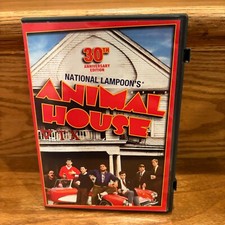 30TH
ANNIVERSARY
EDITION
NATIONAL LAMPOON'S
ANIMAL
HOUSE